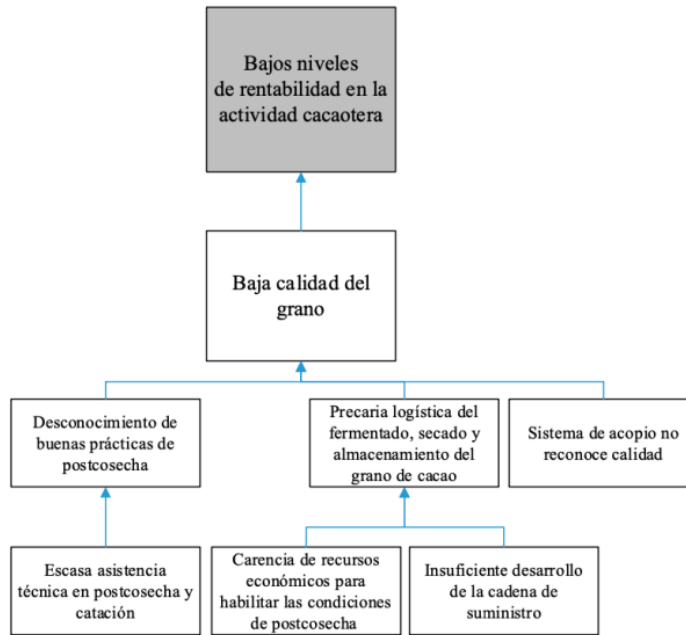 Bajos niveles
de rentabilidad en la
actividad cacaotera
Baja calidad del
grano
Desconocimiento de
buenas prácticas de
postcosecha
Precaria logística del
fermentado, secado y
almacenamiento del
grano de cacao
Sistema de acopio no
reconoce calidad
Escasa asistencia
técnica en postcosecha y
catación
Carencia de recursos
económicos para
habilitar las condiciones
de postcosecha
Insuficiente desarrollo
de la cadena de
suministro